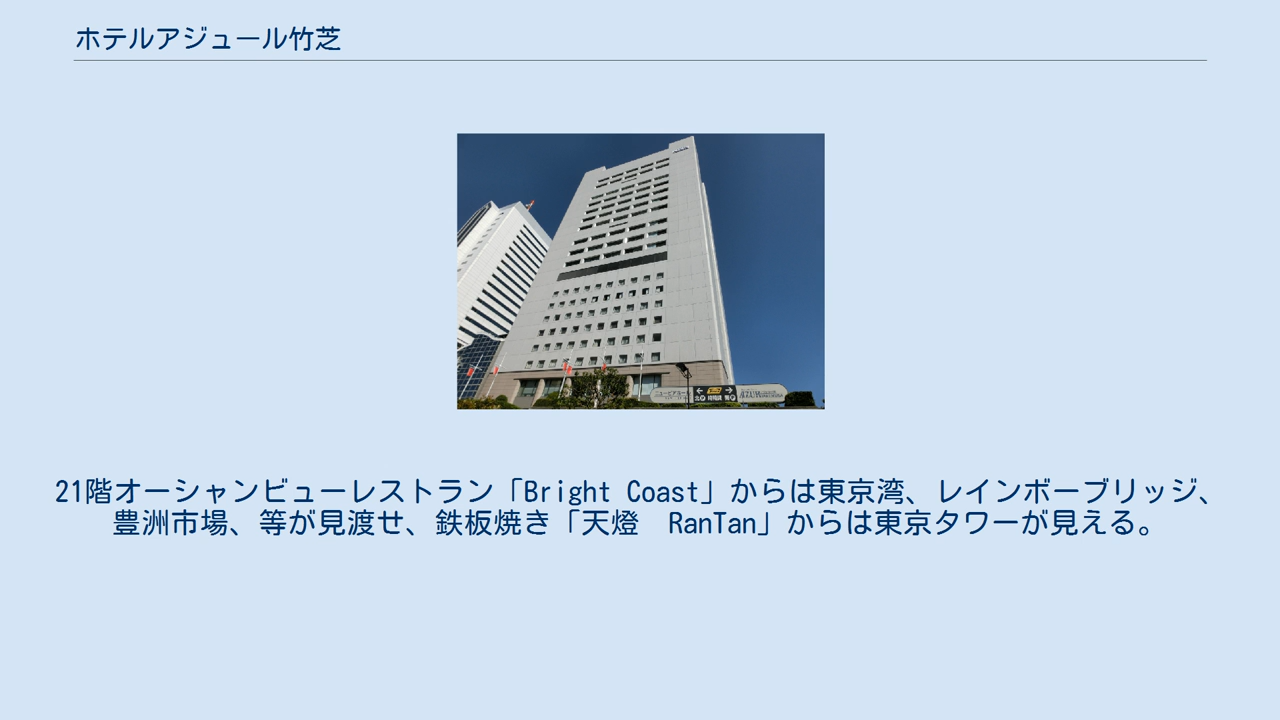 ホテルアジュール竹芝
21階オーシャンビューレストラン「Bright Coast」からは東京湾、レインボーブリッジ、
豊洲市場、等が見渡せ、鉄板焼き「天燈　RanTan」からは東京タワーが見える。